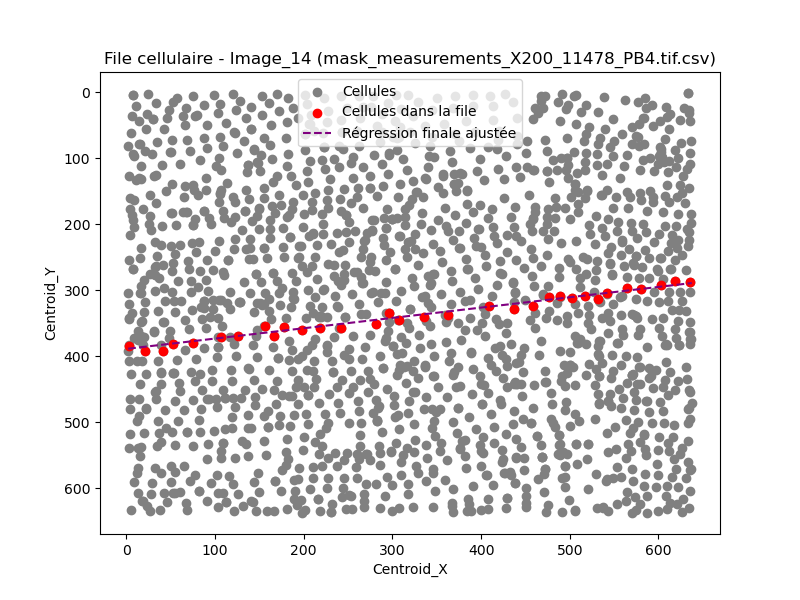 File cellulaire - Image_14 (mask_measurements_X200_11478_PB4.tif.csv)
Cellules
Cellules dans la file
Régression finale ajustée
0
100
200
300
400
500
600
Centroid_Y
0 100 200 300 400 500 600
Centroid_X